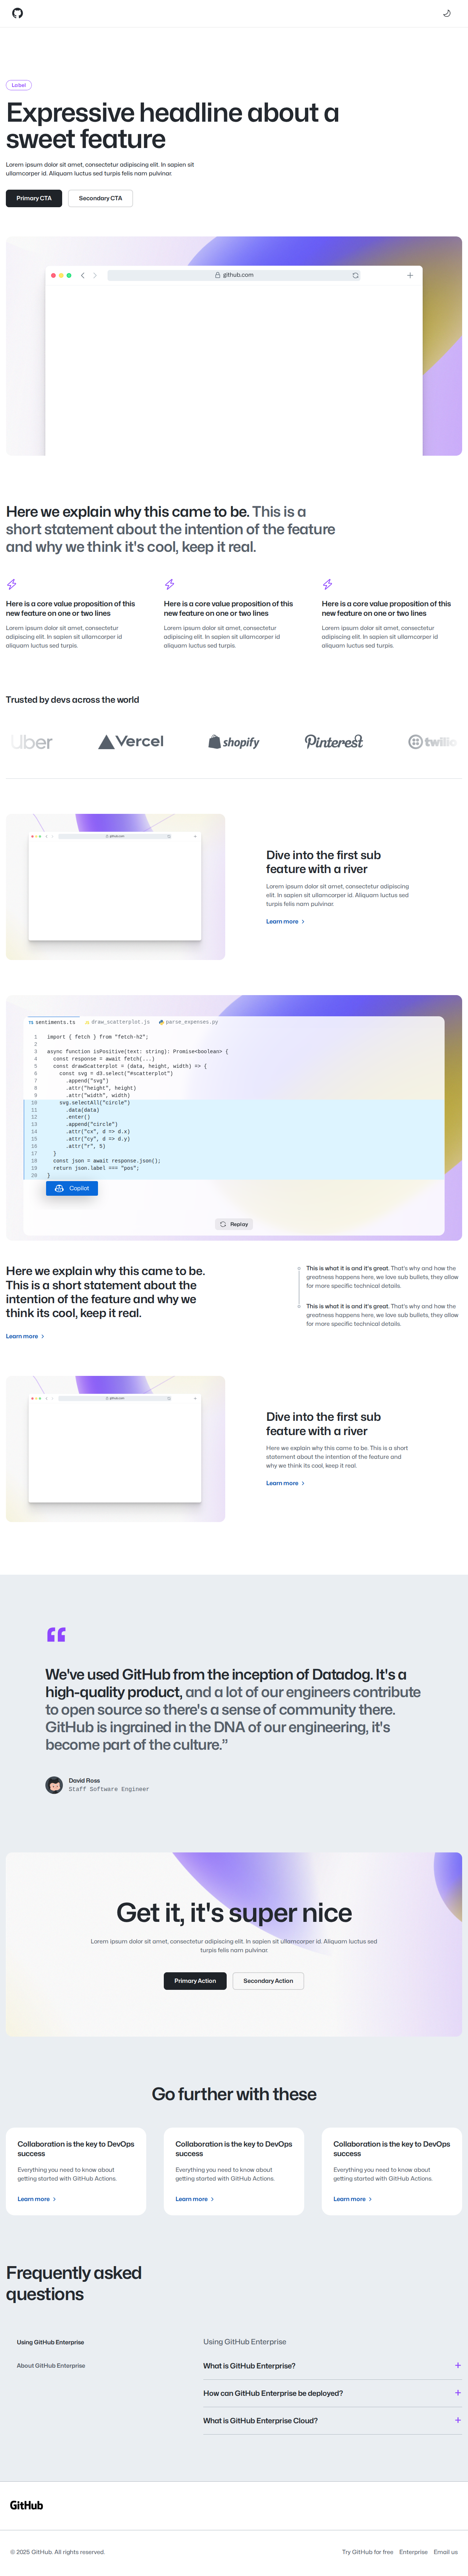 Label
Expressive headline about a
sweet feature
Lorem ipsum dolor sit amet, consectetur adipiscing elit. In sapien sit
ullamcorper id. Aliquam luctus sed turpis felis nam pulvinar.
Primary CTA
Secondary CTA
github.com
Here we explain why this came to be. This is a
short statement about the intention of the feature
and why we think it's cool, keep it real.
Here is a core value proposition of this
new feature on one or two lines
Lorem ipsum dolor sit amet, consectetur
adipiscing elit. In sapien sit ullamcorper id
aliquam luctus sed turpis.
Here is a core value proposition of this
new feature on one or two lines
Lorem ipsum dolor sit amet, consectetur
adipiscing elit. In sapien sit ullamcorper id
aliquam luctus sed turpis.
Here is a core value proposition of this
new feature on one or two lines
Lorem ipsum dolor sit amet, consectetur
adipiscing elit. In sapien sit ullamcorper id
aliquam luctus sed turpis.
Trusted by devs across the world
Uber
Vercel
shopify
Pinterest
twilio
github.com
Dive into the first sub
feature with a river
Lorem ipsum dolor sit amet, consectetur adipiscing
elit. In sapien sit ullamcorper id. Aliquam luctus sed
turpis felis nam pulvinar.
Learn more
TS sentiments.ts
draw_scatterplot.js
parse_expenses.py
1 import { fetch } from "fetch-h2";
2
3 async function isPositive(text: string): Promise<boolean> {
4 const response = await fetch(...)
5 const drawScatterplot = (data, height, width) => {
6 const svg = d3.select("#scatterplot")
7 .append("svg")
8 .attr("height", height)
9 .attr("width", width)
10 svg.selectAll("circle")
11 .data(data)
12 .enter()
13 .append("circle")
14 .attr("cx", d => d.x)
15 .attr("cy", d => d.y)
16 .attr("r", 5)
17 }
18 const json = await response.json();
19 return json.label === "pos";
20 }
Copilot
Replay
Here we explain why this came to be.
This is a short statement about the
intention of the feature and why we
think its cool, keep it real.
Learn more
This is what it is and it's great. That's why and how the
greatness happens here, we love sub bullets, they allow
for more specific technical details.
This is what it is and it's great. That's why and how the
greatness happens here, we love sub bullets, they allow
for more specific technical details.
github.com
Dive into the first sub
feature with a river
Here we explain why this came to be. This is a short
statement about the intention of the feature and
why we think its cool, keep it real.
Learn more
“
We've used GitHub from the inception of Datadog. It's a
high-quality product, and a lot of our engineers contribute
to open source so there's a sense of community there.
GitHub is ingrained in the DNA of our engineering, it's
become part of the culture.”
David Ross
Staff Software Engineer
Get it, it's super nice
Lorem ipsum dolor sit amet, consectetur adipiscing elit. In sapien sit ullamcorper id. Aliquam luctus sed
turpis felis nam pulvinar.
Primary Action
Secondary Action
Go further with these
Collaboration is the key to DevOps
success
Everything you need to know about
getting started with GitHub Actions.
Learn more
Collaboration is the key to DevOps
success
Everything you need to know about
getting started with GitHub Actions.
Learn more
Collaboration is the key to DevOps
success
Everything you need to know about
getting started with GitHub Actions.
Learn more
Frequently asked
questions
Using GitHub Enterprise
About GitHub Enterprise
Using GitHub Enterprise
What is GitHub Enterprise?
How can GitHub Enterprise be deployed?
What is GitHub Enterprise Cloud?
GitHub
© 2025 GitHub. All rights reserved.
Try GitHub for free
Enterprise
Email us